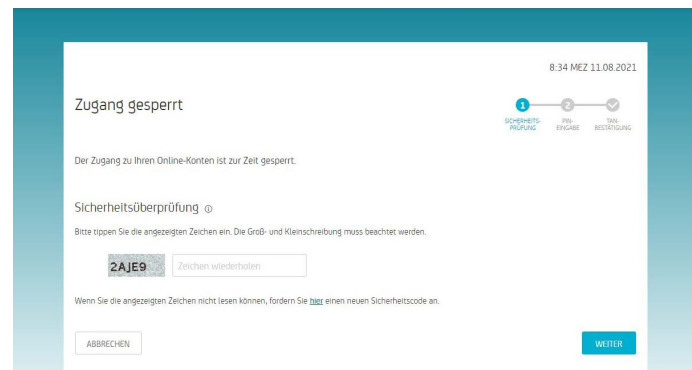 8:34 MEZ 11.08.2021
Zugang gesperrt
1 2
SICHERHEITS-
PRÜFUNG
PIN-
EINGABE
TAN-
BESTÄTIGUNG
Der Zugang zu Ihren Online-Konten ist zur Zeit gesperrt.
Sicherheitsüberprüfung
Bitte tippen Sie die angezeigten Zeichen ein. Die Groß- und Kleinschreibung muss beachtet werden.
2AJE9 Zeichen wiederholen
Wenn Sie die angezeigten Zeichen nicht lesen können, fordern Sie hier einen neuen Sicherheitscode an.
ABBRECHEN WEITER